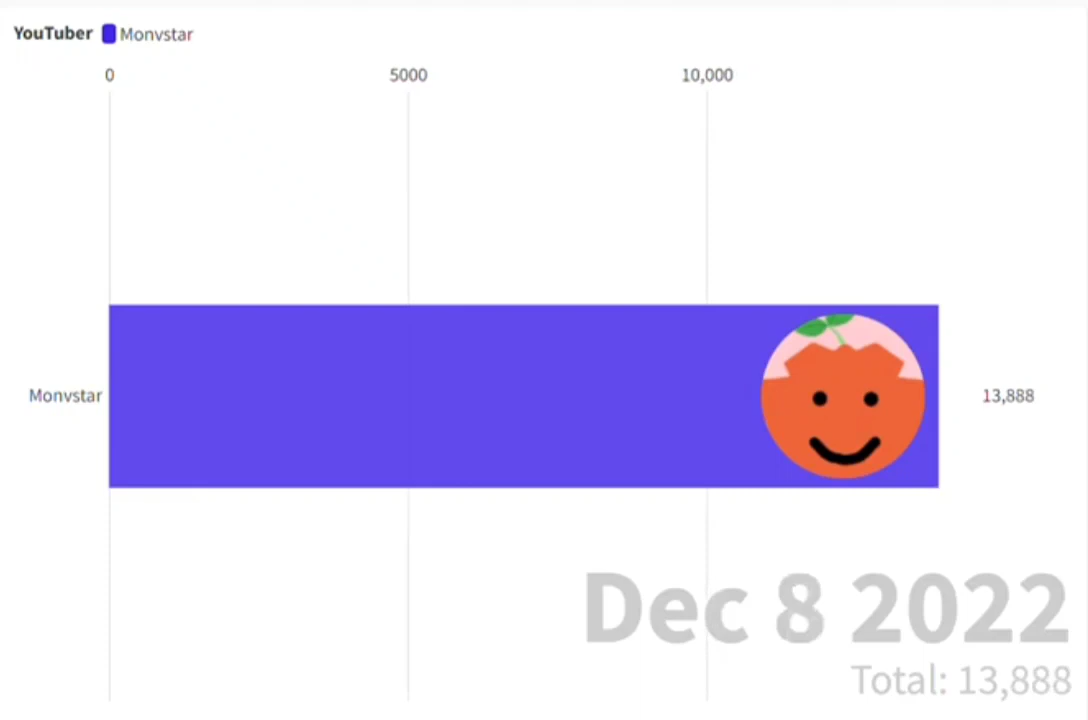 YouTuber Monvstar
0 5000 10,000
Monvstar 13,888
Dec 8 2022
Total: 13,888